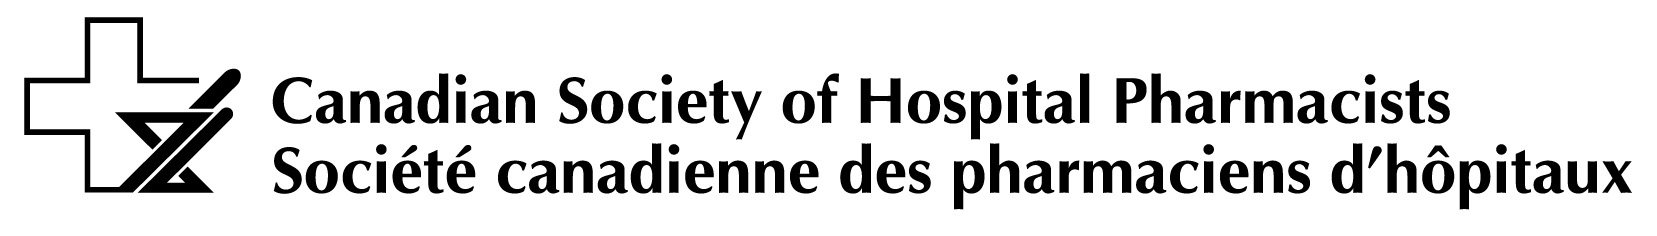 Canadian Society of Hospital Pharmacists
Société canadienne des pharmaciens d’hôpitaux